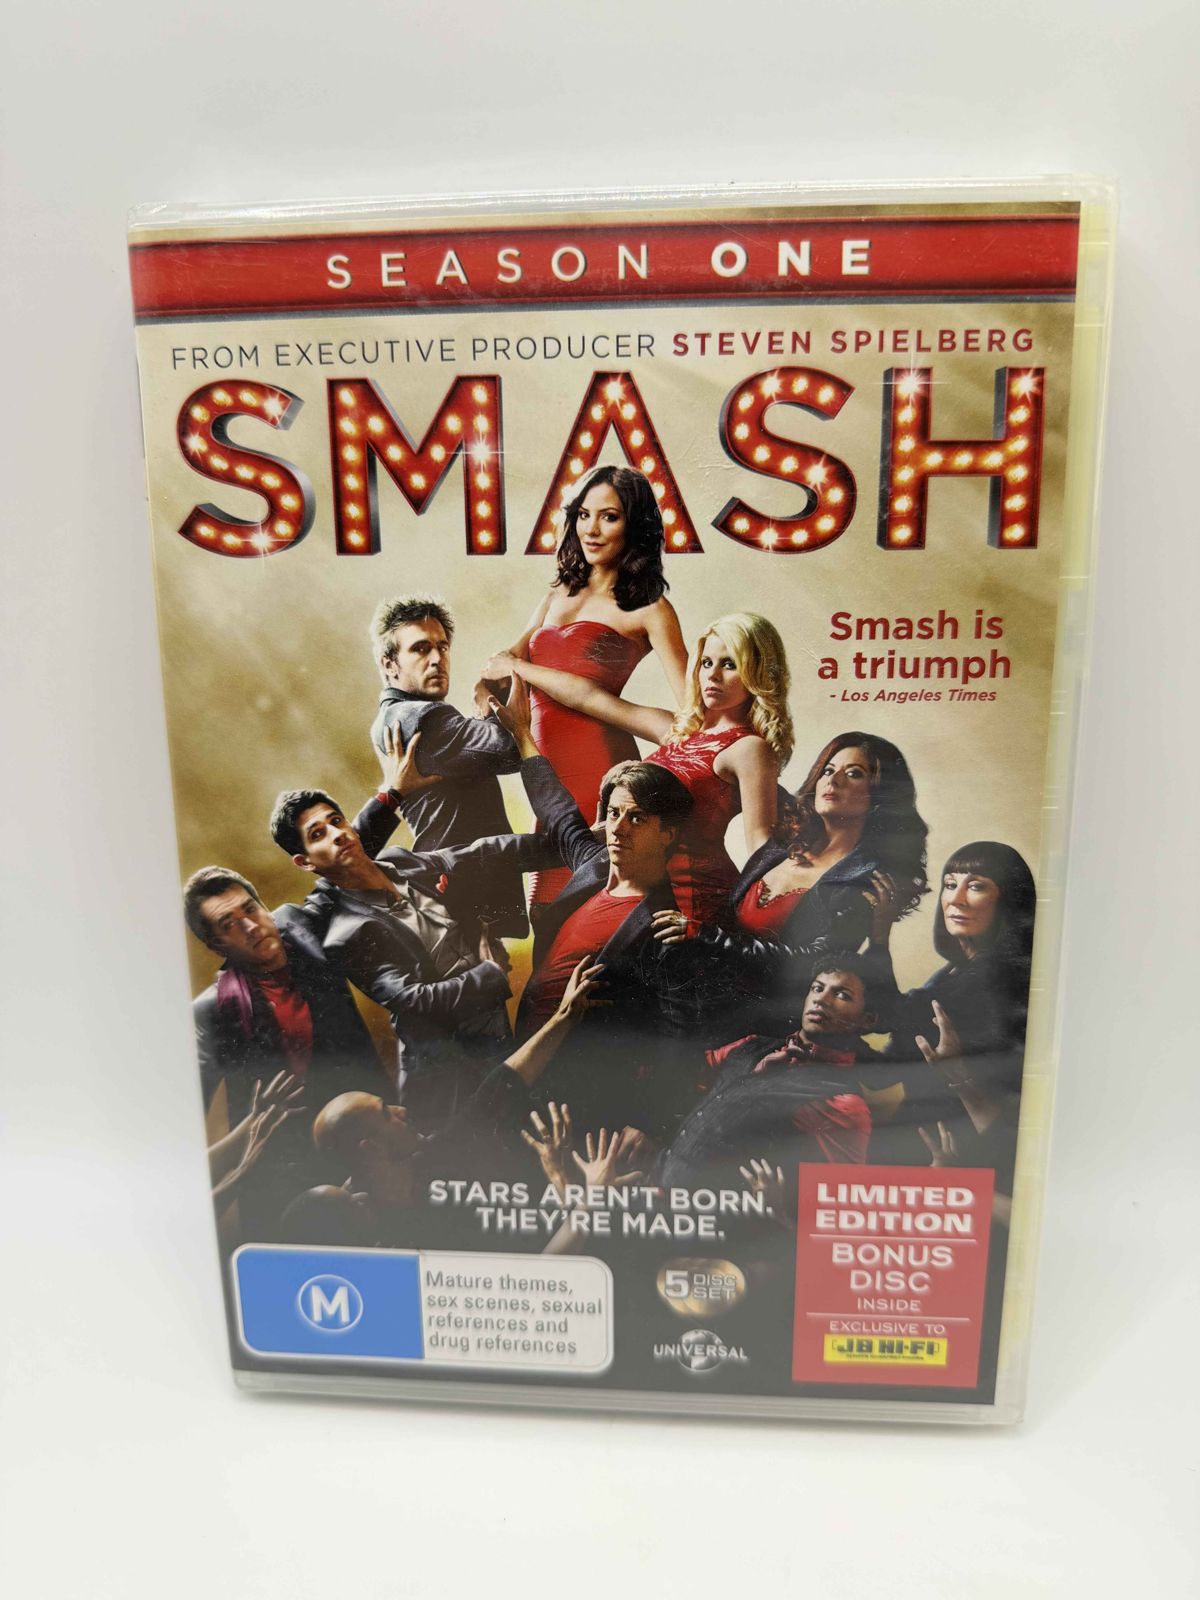 SEASON ONE
FROM EXECUTIVE PRODUCER STEVEN SPIELBERG
SMASH
Smash is
a triumph
- Los Angeles Times
STARS AREN'T BORN.
THEY'RE MADE.
M
Mature themes,
sex scenes, sexual
references and
drug references
5 DISC
SET
UNIVERSAL
LIMITED
EDITION
BONUS
DISC
INSIDE
EXCLUSIVE TO
JB HI-FI